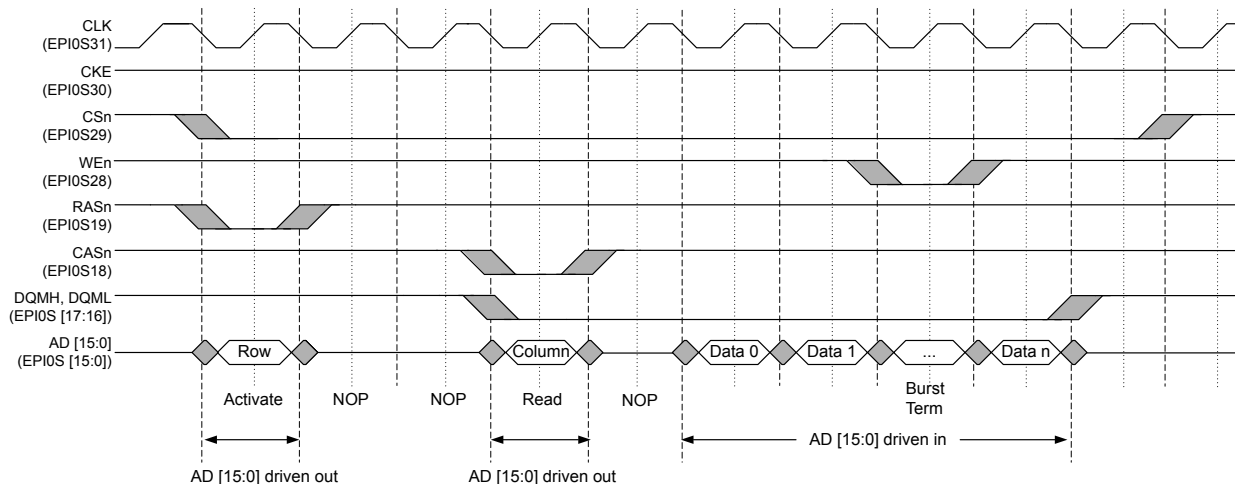 CLK
(EPI0S31)
CKE
(EPI0S30)
CSn
(EPI0S29)
WEn
(EPI0S28)
RASn
(EPI0S19)
CASn
(EPI0S18)
DQMH, DQML
(EPI0S [17:16])
AD [15:0]
(EPI0S [15:0])
Row
Column
Data 0
Data 1
...
Data n
Activate
NOP
NOP
Read
NOP
Burst
Term
AD [15:0] driven in
AD [15:0] driven out
AD [15:0] driven out